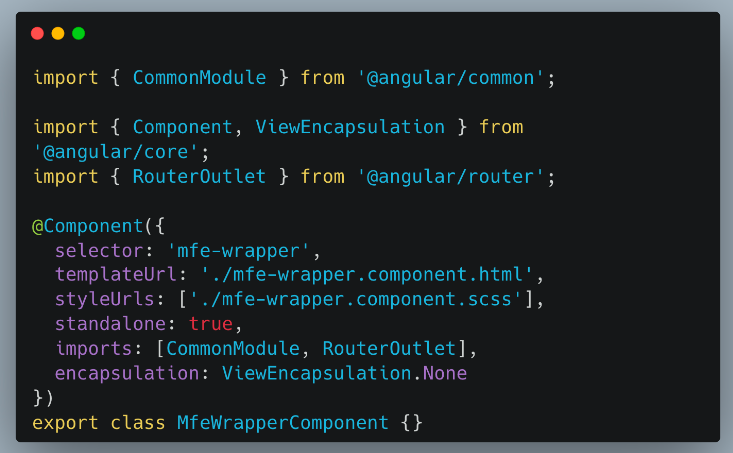 import { CommonModule } from '@angular/common';
import { Component, ViewEncapsulation } from
'@angular/core';
import { RouterOutlet } from '@angular/router';
@Component({
  selector: 'mfe-wrapper',
  templateUrl: './mfe-wrapper.component.html',
  styleUrls: ['./mfe-wrapper.component.scss'],
  standalone: true,
  imports: [CommonModule, RouterOutlet],
  encapsulation: ViewEncapsulation.None
})
export class MfeWrapperComponent {}